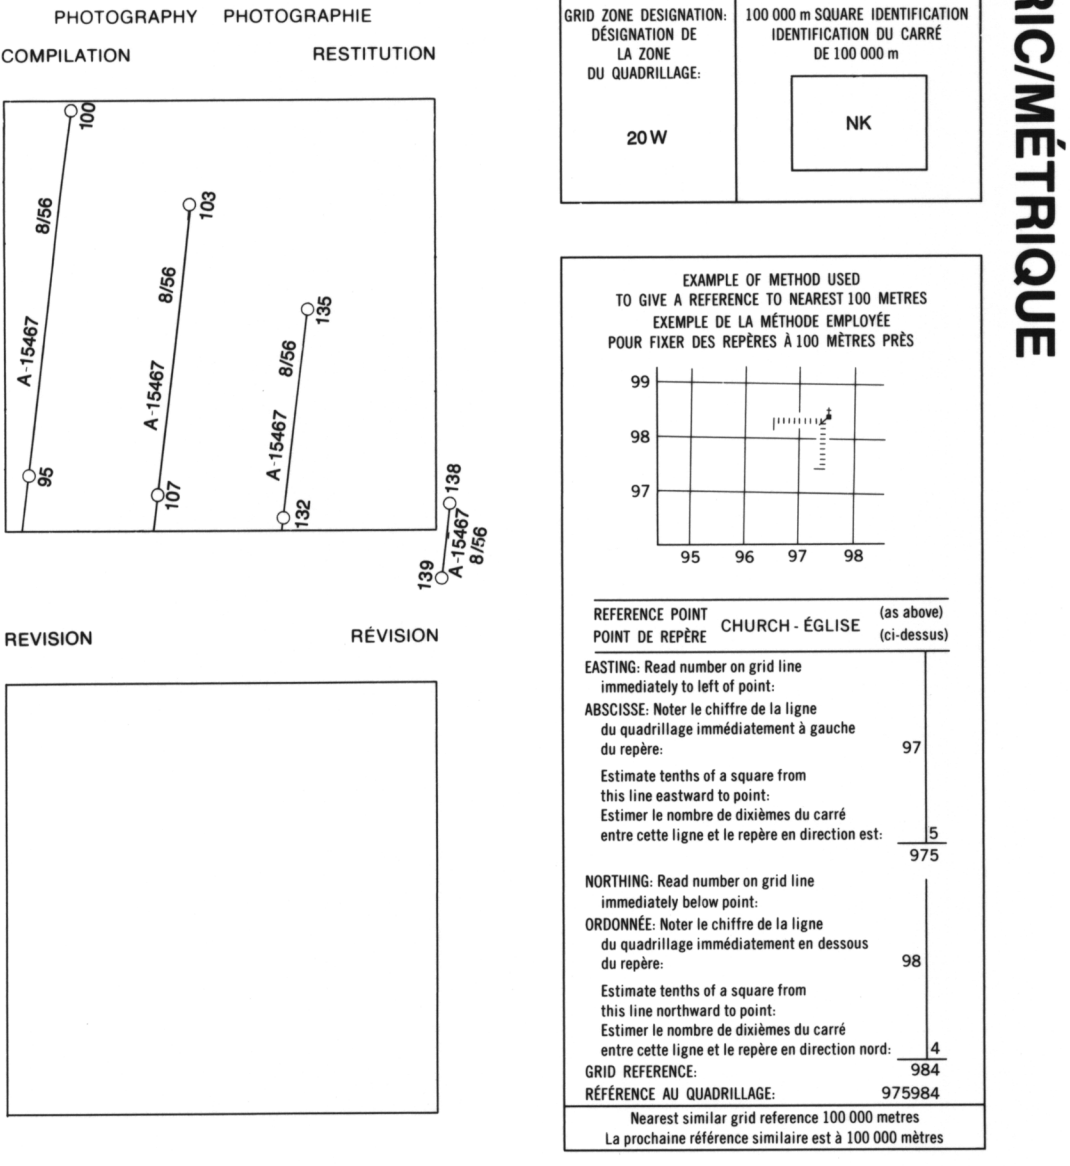 PHOTOGRAPHY PHOTOGRAPHIE
COMPILATION RESTITUTION
100
8/56
A-15467
95
103
8/56
A-15467
107
135
8/56
A-15467
132
138
A-15467
8/56
139
REVISION RÉVISION
GRID ZONE DESIGNATION:
DÉSIGNATION DE
LA ZONE
DU QUADRILLAGE:
20 W
100 000 m SQUARE IDENTIFICATION
IDENTIFICATION DU CARRÉ
DE 100 000 m
NK
EXAMPLE OF METHOD USED
TO GIVE A REFERENCE TO NEAREST 100 METRES
EXEMPLE DE LA MÉTHODE EMPLOYÉE
POUR FIXER DES REPÈRES À 100 MÈTRES PRÈS
99
98
97
95 96 97 98
REFERENCE POINT
POINT DE REPÈRE
CHURCH - ÉGLISE
(as above)
(ci-dessus)
EASTING: Read number on grid line
immediately to left of point:
ABSCISSE: Noter le chiffre de la ligne
du quadrillage immédiatement à gauche
du repère: 97
Estimate tenths of a square from
this line eastward to point:
Estimer le nombre de dixièmes du carré
entre cette ligne et le repère en direction est: 5
975
NORTHING: Read number on grid line
immediately below point:
ORDONNÉE: Noter le chiffre de la ligne
du quadrillage immédiatement en dessous
du repère: 98
Estimate tenths of a square from
this line northward to point:
Estimer le nombre de dixièmes du carré
entre cette ligne et le repère en direction nord: 4
GRID REFERENCE: 984
RÉFÉRENCE AU QUADRILLAGE: 975984
Nearest similar grid reference 100 000 metres
La prochaine référence similaire est à 100 000 mètres
RIC/MÉTRIQUE